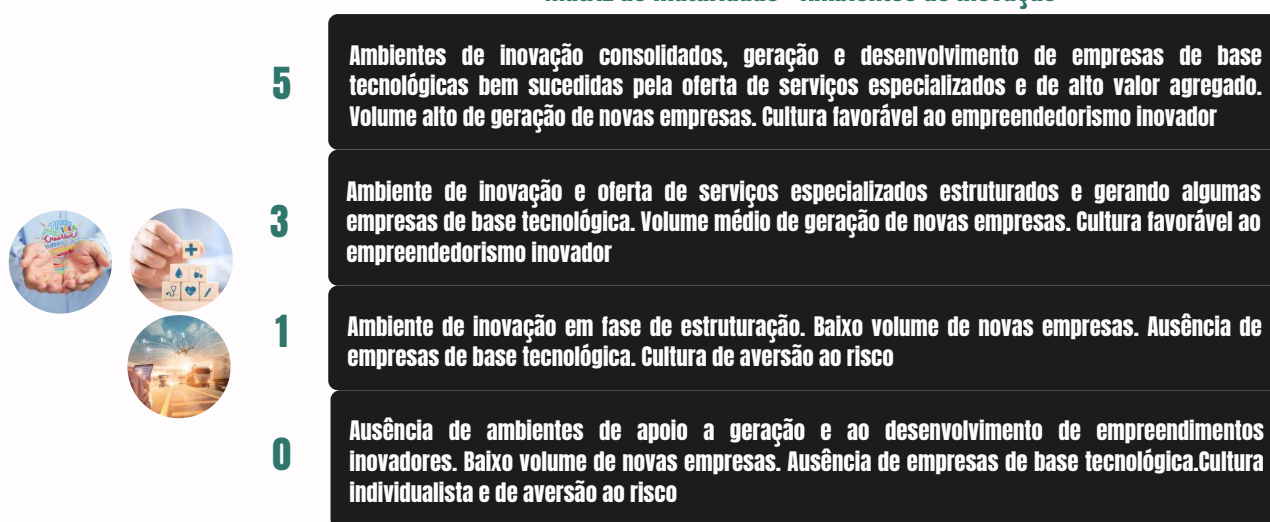 5
Ambientes de inovação consolidados, geração e desenvolvimento de empresas de base
tecnológicas bem sucedidas pela oferta de serviços especializados e de alto valor agregado.
Volume alto de geração de novas empresas. Cultura favorável ao empreendedorismo inovador
3
Ambiente de inovação e oferta de serviços especializados estruturados e gerando algumas
empresas de base tecnológica. Volume médio de geração de novas empresas. Cultura favorável ao
empreendedorismo inovador
1
Ambiente de inovação em fase de estruturação. Baixo volume de novas empresas. Ausência de
empresas de base tecnológica. Cultura de aversão ao risco
0
Ausência de ambientes de apoio a geração e ao desenvolvimento de empreendimentos
inovadores. Baixo volume de novas empresas. Ausência de empresas de base tecnológica.Cultura
individualista e de aversão ao risco